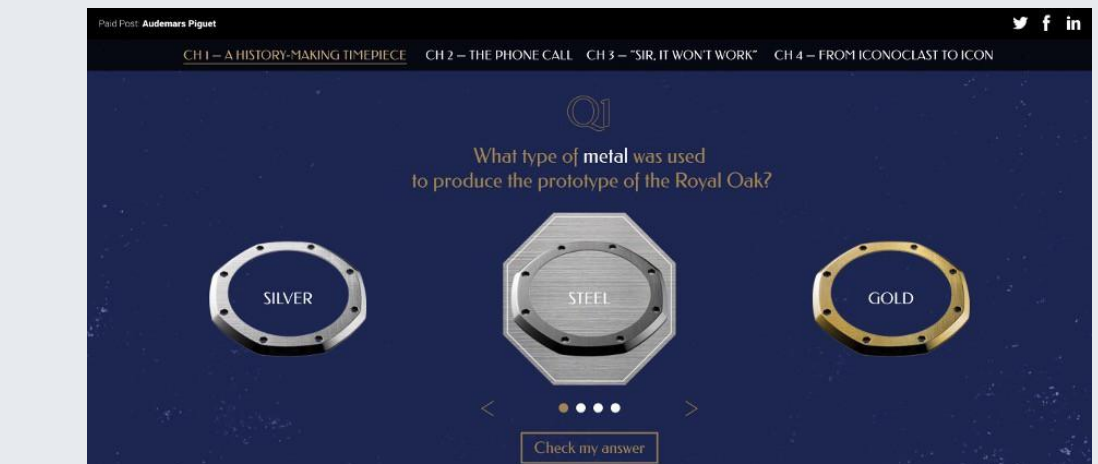 Paid Post: Audemars Piguet
CH 1 – A HISTORY-MAKING TIMEPIECE CH 2 – THE PHONE CALL CH 3 – "SIR, IT WON'T WORK" CH 4 – FROM ICONOCLAST TO ICON
Q1
What type of metal was used
to produce the prototype of the Royal Oak?
SILVER STEEL GOLD
Check my answer